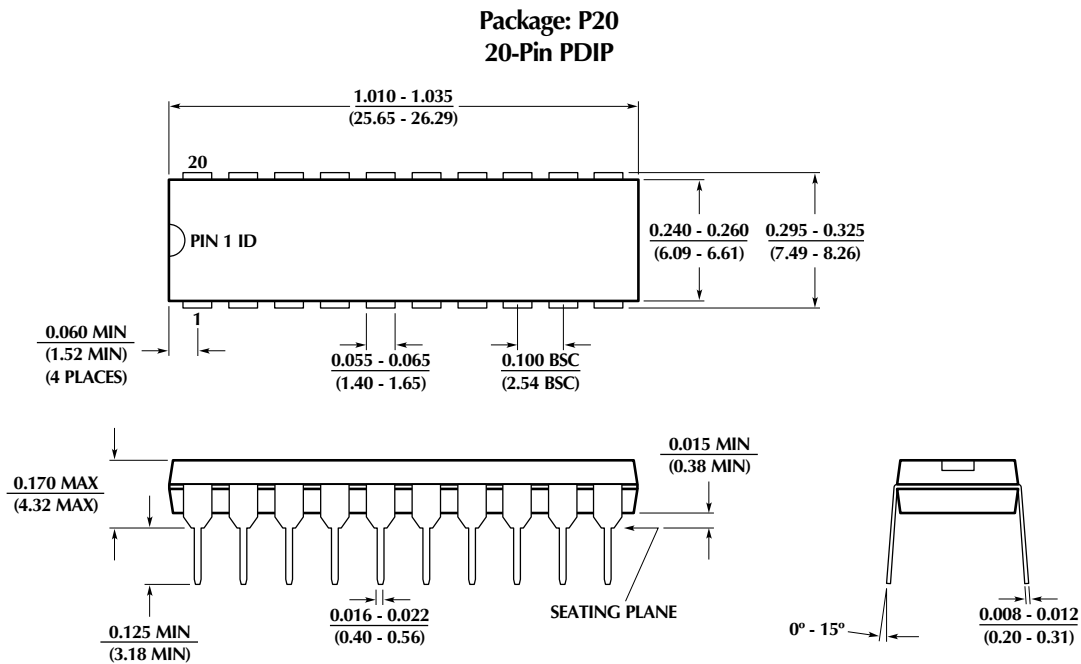 Package: P20
20-Pin PDIP
1.010 - 1.035
(25.65 - 26.29)
20
PIN 1 ID
0.240 - 0.260
(6.09 - 6.61)
0.295 - 0.325
(7.49 - 8.26)
1
0.060 MIN
(1.52 MIN)
(4 PLACES)
0.055 - 0.065
(1.40 - 1.65)
0.100 BSC
(2.54 BSC)
0.015 MIN
(0.38 MIN)
0.170 MAX
(4.32 MAX)
0.125 MIN
(3.18 MIN)
0.016 - 0.022
(0.40 - 0.56)
SEATING PLANE
0º - 15º
0.008 - 0.012
(0.20 - 0.31)